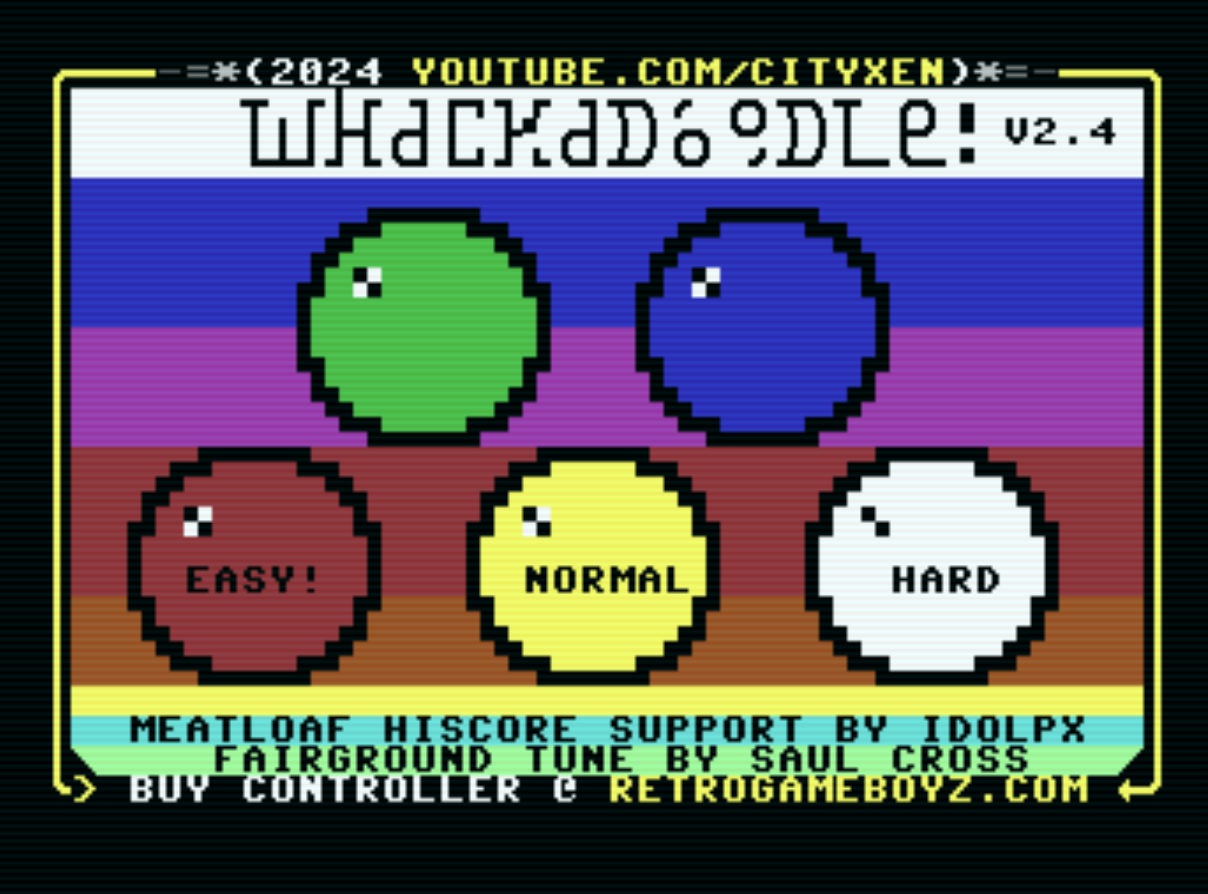 -=*(2024 YOUTUBE.COM/CITYXEN)*=-
WHACKADOODLE! V2.4
EASY! NORMAL HARD
MEATLOAF HISCORE SUPPORT BY IDOLPX
FAIRGROUND TUNE BY SAUL CROSS
BUY CONTROLLER @ RETROGAMEBOYZ.COM